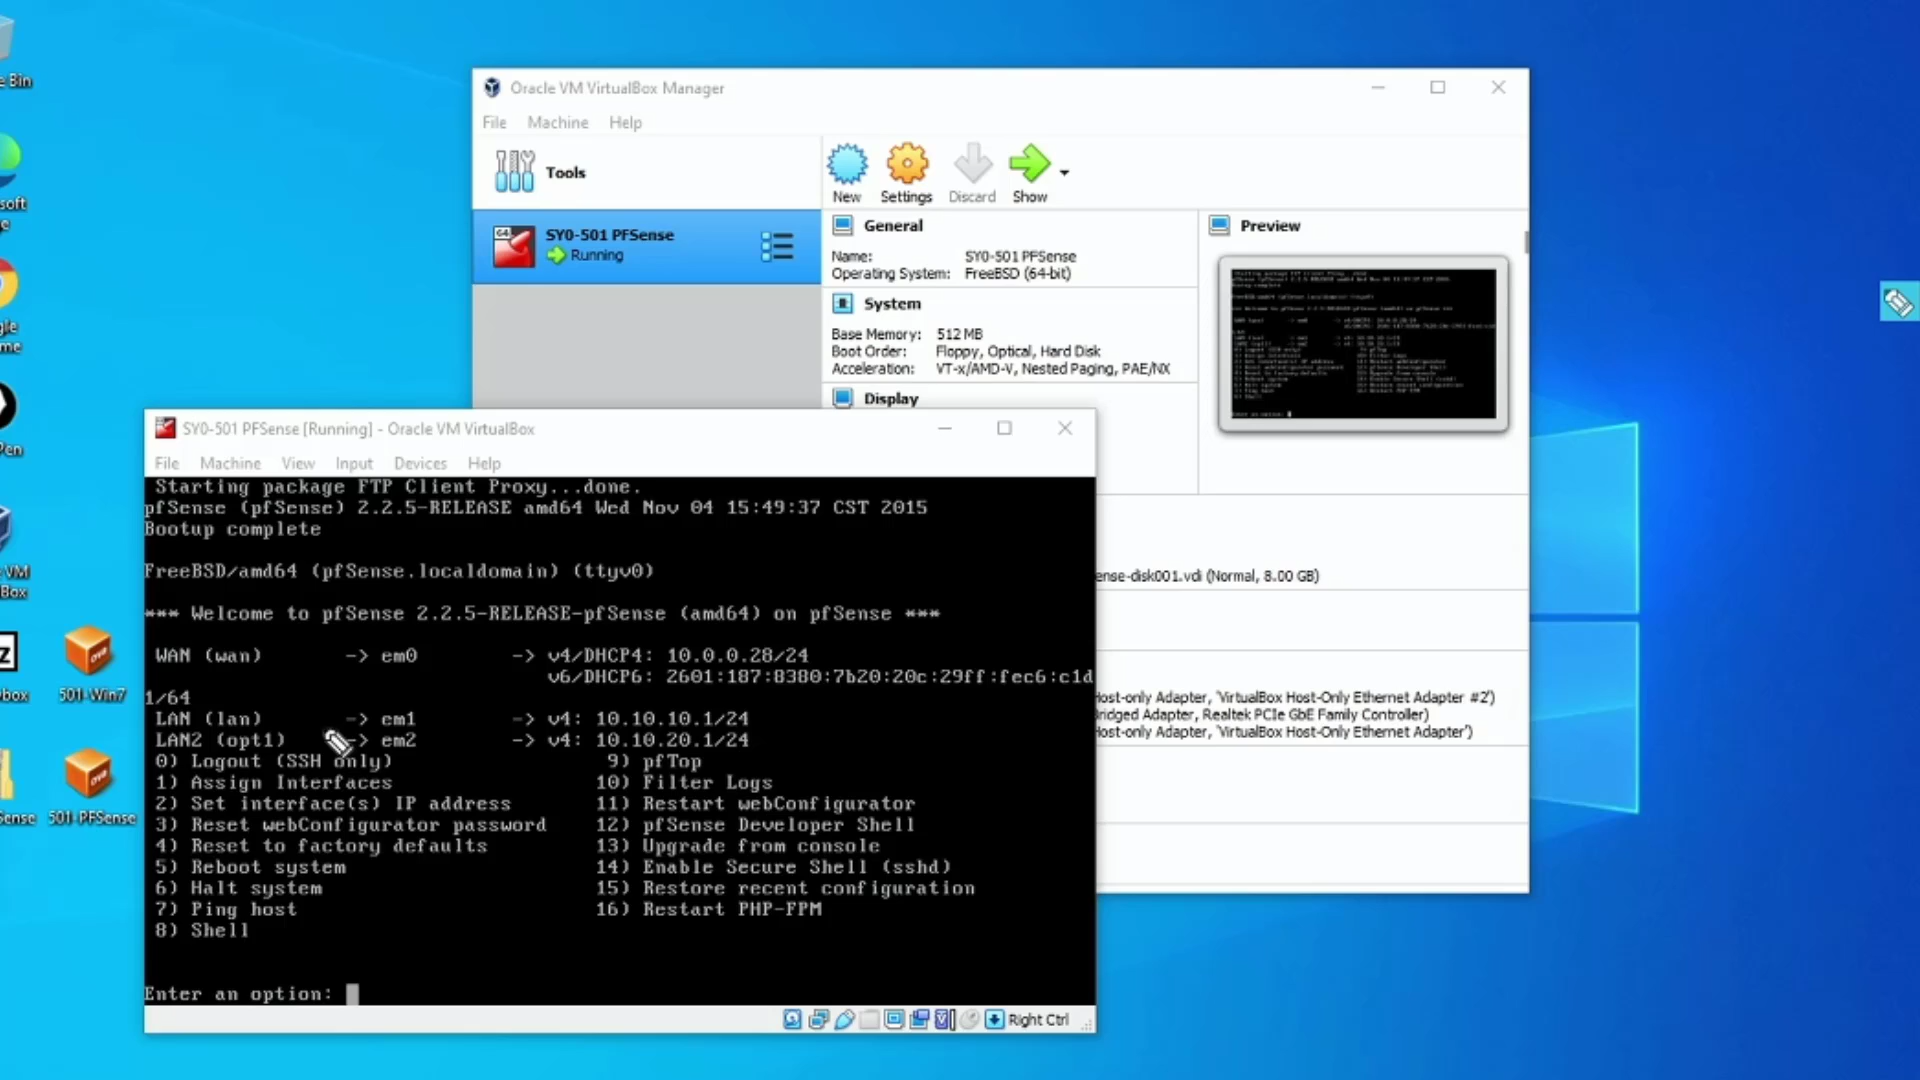 e Bin
soft
e
gle
me
Pen
VM
Box
box
501-Win7
Sense
501-PFSense
Oracle VM VirtualBox Manager
File Machine Help
Tools
New Settings Discard Show
SY0-501 PFSense
Running
General
Name: SY0-501 PFSense
Operating System: FreeBSD (64-bit)
System
Base Memory: 512 MB
Boot Order: Floppy, Optical, Hard Disk
Acceleration: VT-x/AMD-V, Nested Paging, PAE/NX
Display
Preview
ense-disk001.vdi (Normal, 8.00 GB)
Host-only Adapter, 'VirtualBox Host-Only Ethernet Adapter #2')
Bridged Adapter, Realtek PCIe GbE Family Controller)
Host-only Adapter, 'VirtualBox Host-Only Ethernet Adapter')
SY0-501 PFSense [Running] - Oracle VM VirtualBox
File Machine View Input Devices Help
Starting package FTP Client Proxy...done.
pfSense (pfSense) 2.2.5-RELEASE amd64 Wed Nov 04 15:49:37 CST 2015
Bootup complete
FreeBSD/amd64 (pfSense.localdomain) (ttyv0)
*** Welcome to pfSense 2.2.5-RELEASE-pfSense (amd64) on pfSense ***
WAN (wan) -> em0 -> v4/DHCP4: 10.0.0.28/24
v6/DHCP6: 2601:187:8380:7b20:20c:29ff:fec6:c1d
1/64
LAN (lan) -> em1 -> v4: 10.10.10.1/24
LAN2 (opt1) -> em2 -> v4: 10.10.20.1/24
0) Logout (SSH only) 9) pfTop
1) Assign Interfaces 10) Filter Logs
2) Set interface(s) IP address 11) Restart webConfigurator
3) Reset webConfigurator password 12) pfSense Developer Shell
4) Reset to factory defaults 13) Upgrade from console
5) Reboot system 14) Enable Secure Shell (sshd)
6) Halt system 15) Restore recent configuration
7) Ping host 16) Restart PHP-FPM
8) Shell
Enter an option:
Right Ctrl